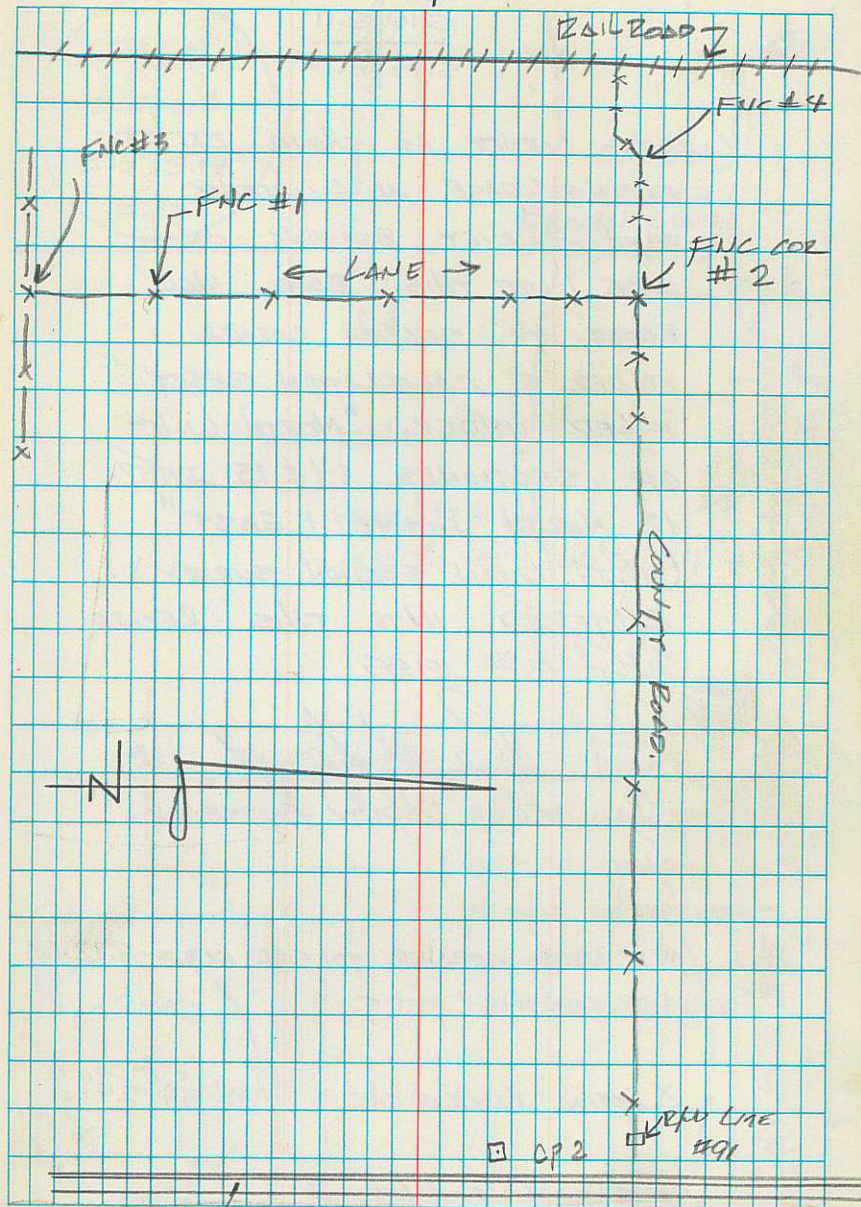 RAILROAD
FNC #4
FNC #3
FNC #1
← LANE →
FNC COR
# 2
COUNTY ROAD.
N
R/W LINE
#91
CP 2